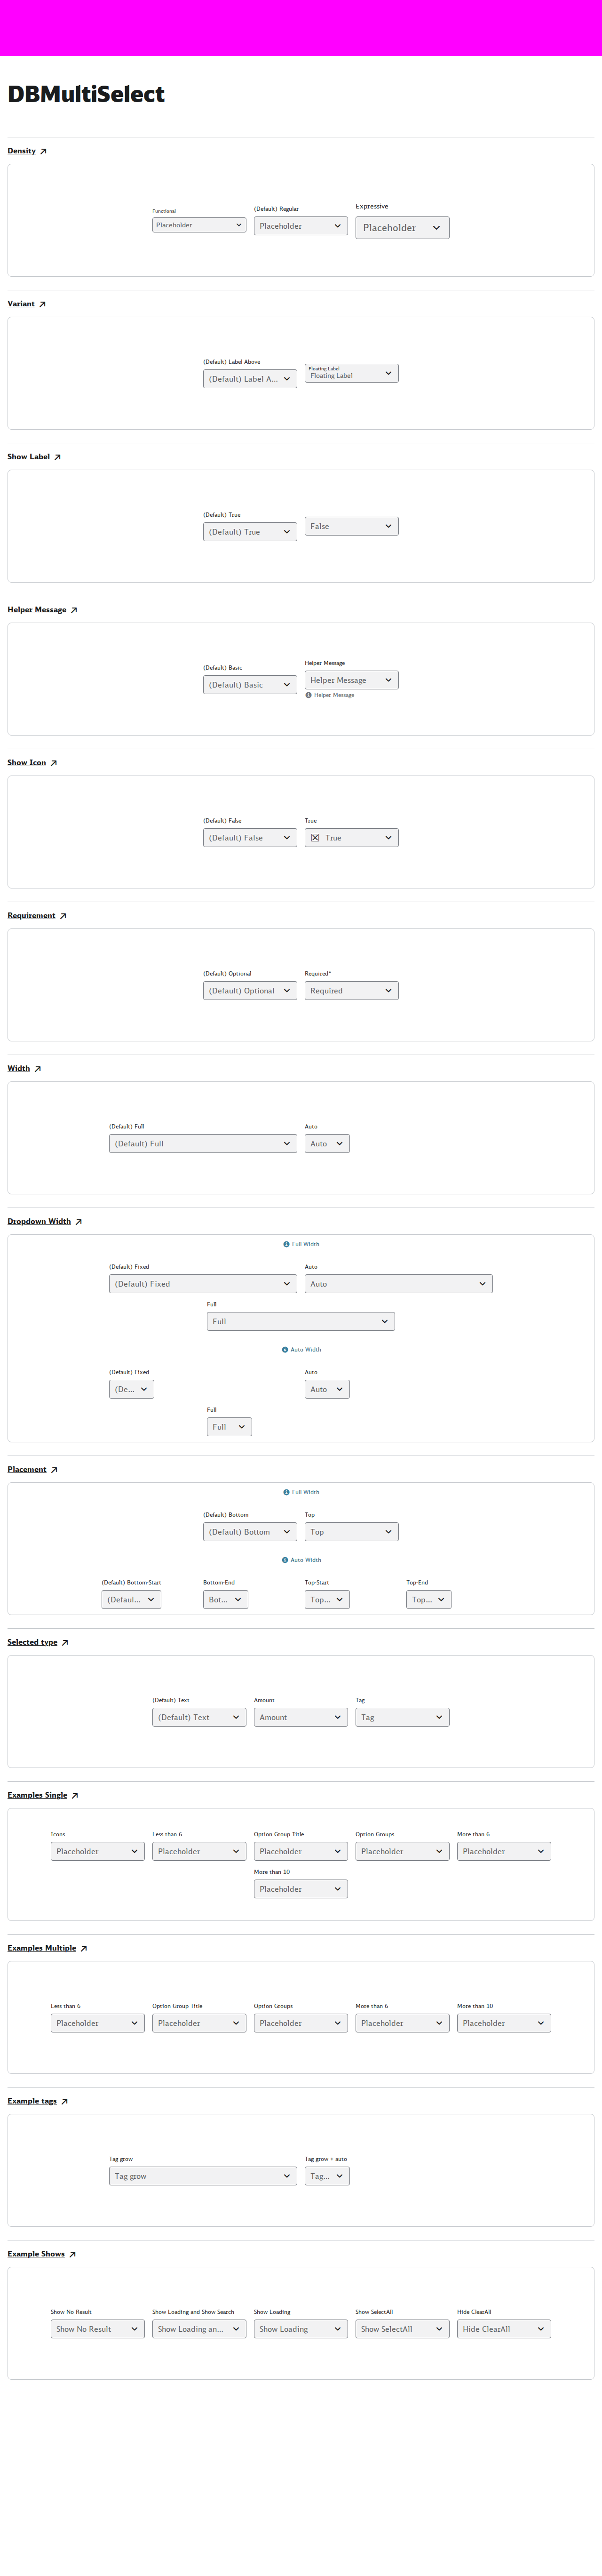 DBMultiSelect
Density
Functional
(Default) Regular
Expressive
Placeholder
Placeholder
Placeholder
Variant
(Default) Label Above
(Default) Label A...
Floating Label
Floating Label
Show Label
(Default) True
(Default) True
False
Helper Message
(Default) Basic
(Default) Basic
Helper Message
Helper Message
Helper Message
Show Icon
(Default) False
True
(Default) False
True
Requirement
(Default) Optional
Required*
(Default) Optional
Required
Width
(Default) Full
Auto
(Default) Full
Auto
Dropdown Width
Full Width
(Default) Fixed
Auto
(Default) Fixed
Auto
Full
Full
Auto Width
(Default) Fixed
Auto
(De...
Auto
Full
Full
Placement
Full Width
(Default) Bottom
Top
(Default) Bottom
Top
Auto Width
(Default) Bottom-Start
Bottom-End
Top-Start
Top-End
(Defaul...
Bot...
Top...
Top...
Selected type
(Default) Text
Amount
Tag
(Default) Text
Amount
Tag
Examples Single
Icons
Less than 6
Option Group Title
Option Groups
More than 6
Placeholder
Placeholder
Placeholder
Placeholder
Placeholder
More than 10
Placeholder
Examples Multiple
Less than 6
Option Group Title
Option Groups
More than 6
More than 10
Placeholder
Placeholder
Placeholder
Placeholder
Placeholder
Example tags
Tag grow
Tag grow + auto
Tag grow
Tag...
Example Shows
Show No Result
Show Loading and Show Search
Show Loading
Show SelectAll
Hide ClearAll
Show No Result
Show Loading an...
Show Loading
Show SelectAll
Hide ClearAll